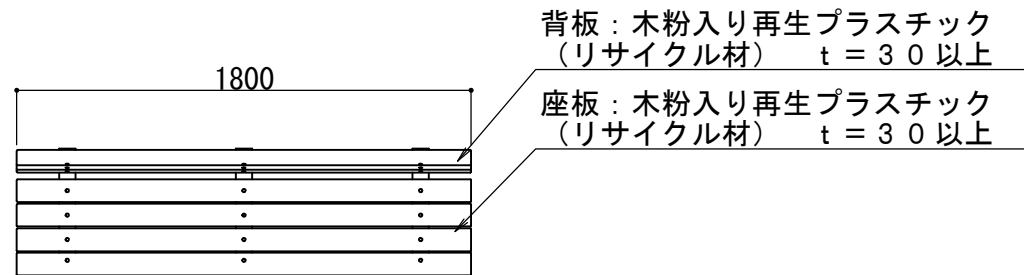 背板：木粉入り再生プラスチック
（リサイクル材）　ｔ＝３０以上
1800
座板：木粉入り再生プラスチック
（リサイクル材）　ｔ＝３０以上